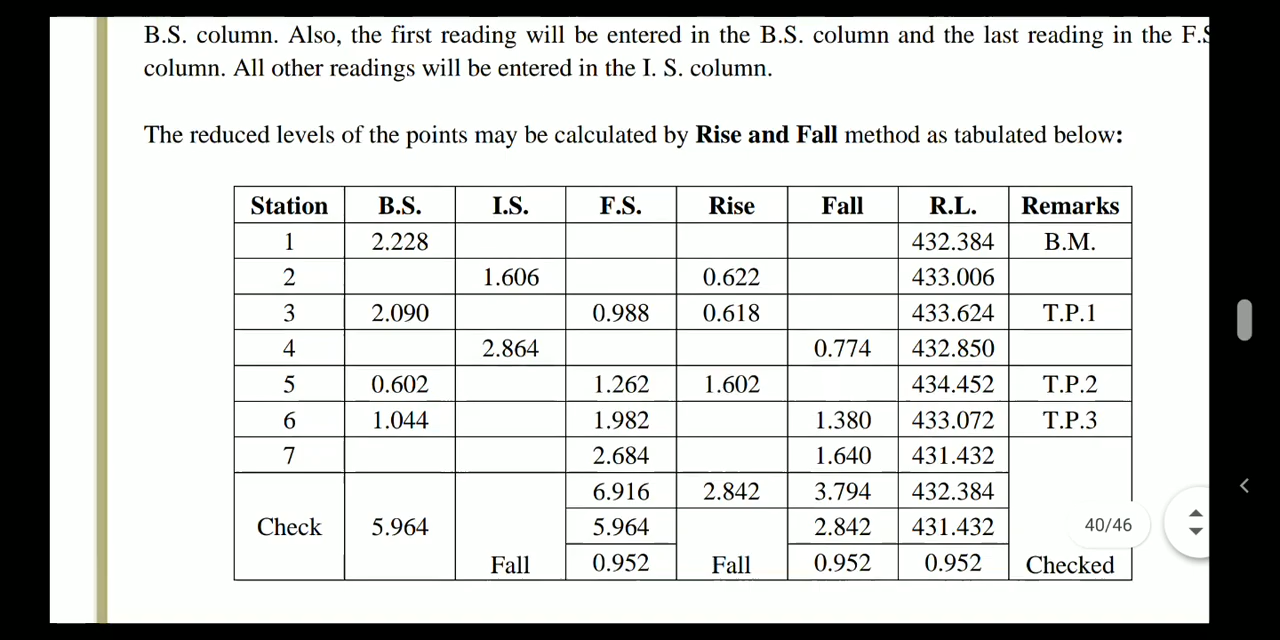 B.S. column. Also, the first reading will be entered in the B.S. column and the last reading in the F.S
column. All other readings will be entered in the I. S. column.
The reduced levels of the points may be calculated by Rise and Fall method as tabulated below:
Station B.S. I.S. F.S. Rise Fall R.L. Remarks
1 2.228 432.384 B.M.
2 1.606 0.622 433.006
3 2.090 0.988 0.618 433.624 T.P.1
4 2.864 0.774 432.850
5 0.602 1.262 1.602 434.452 T.P.2
6 1.044 1.982 1.380 433.072 T.P.3
7 2.684 1.640 431.432
6.916 2.842 3.794 432.384
Check 5.964 5.964 2.842 431.432 40/46
Fall 0.952 Fall 0.952 0.952 Checked